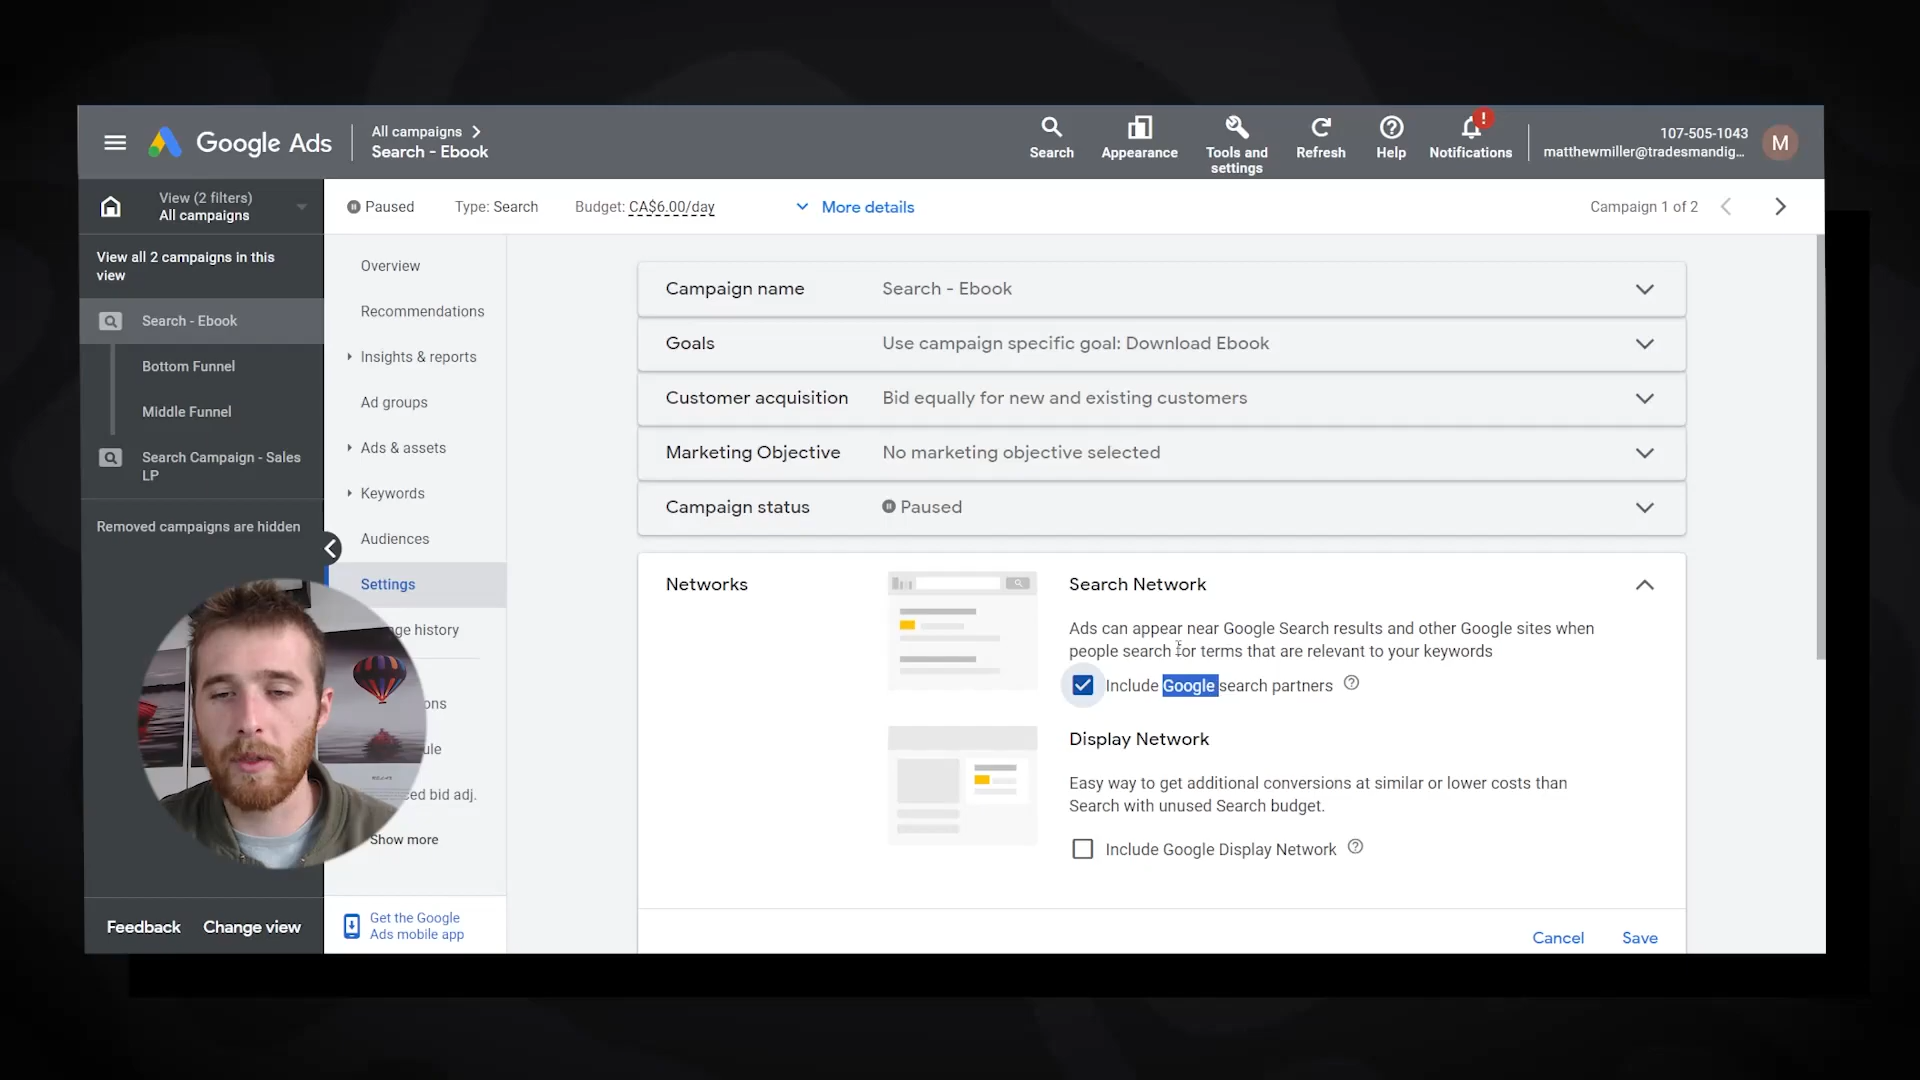 Google Ads
All campaigns
Search - Ebook
Search
Appearance
Tools and
settings
Refresh
Help
!
Notifications
107-505-1043
matthewmiller@tradesmandig...
M
View (2 filters)
All campaigns
Paused
Type: Search
Budget: CA$6.00/day
More details
Campaign 1 of 2
View all 2 campaigns in this
view
Search - Ebook
Bottom Funnel
Middle Funnel
Search Campaign - Sales
LP
Removed campaigns are hidden
Feedback
Change view
Overview
Recommendations
Insights & reports
Ad groups
Ads & assets
Keywords
Audiences
Settings
nge history
ons
ule
ced bid adj.
Show more
Get the Google
Ads mobile app
Campaign name
Search - Ebook
Goals
Use campaign specific goal: Download Ebook
Customer acquisition
Bid equally for new and existing customers
Marketing Objective
No marketing objective selected
Campaign status
Paused
Networks
Search Network
Ads can appear near Google Search results and other Google sites when
people search for terms that are relevant to your keywords
Include Google search partners
Display Network
Easy way to get additional conversions at similar or lower costs than
Search with unused Search budget.
Include Google Display Network
Cancel
Save